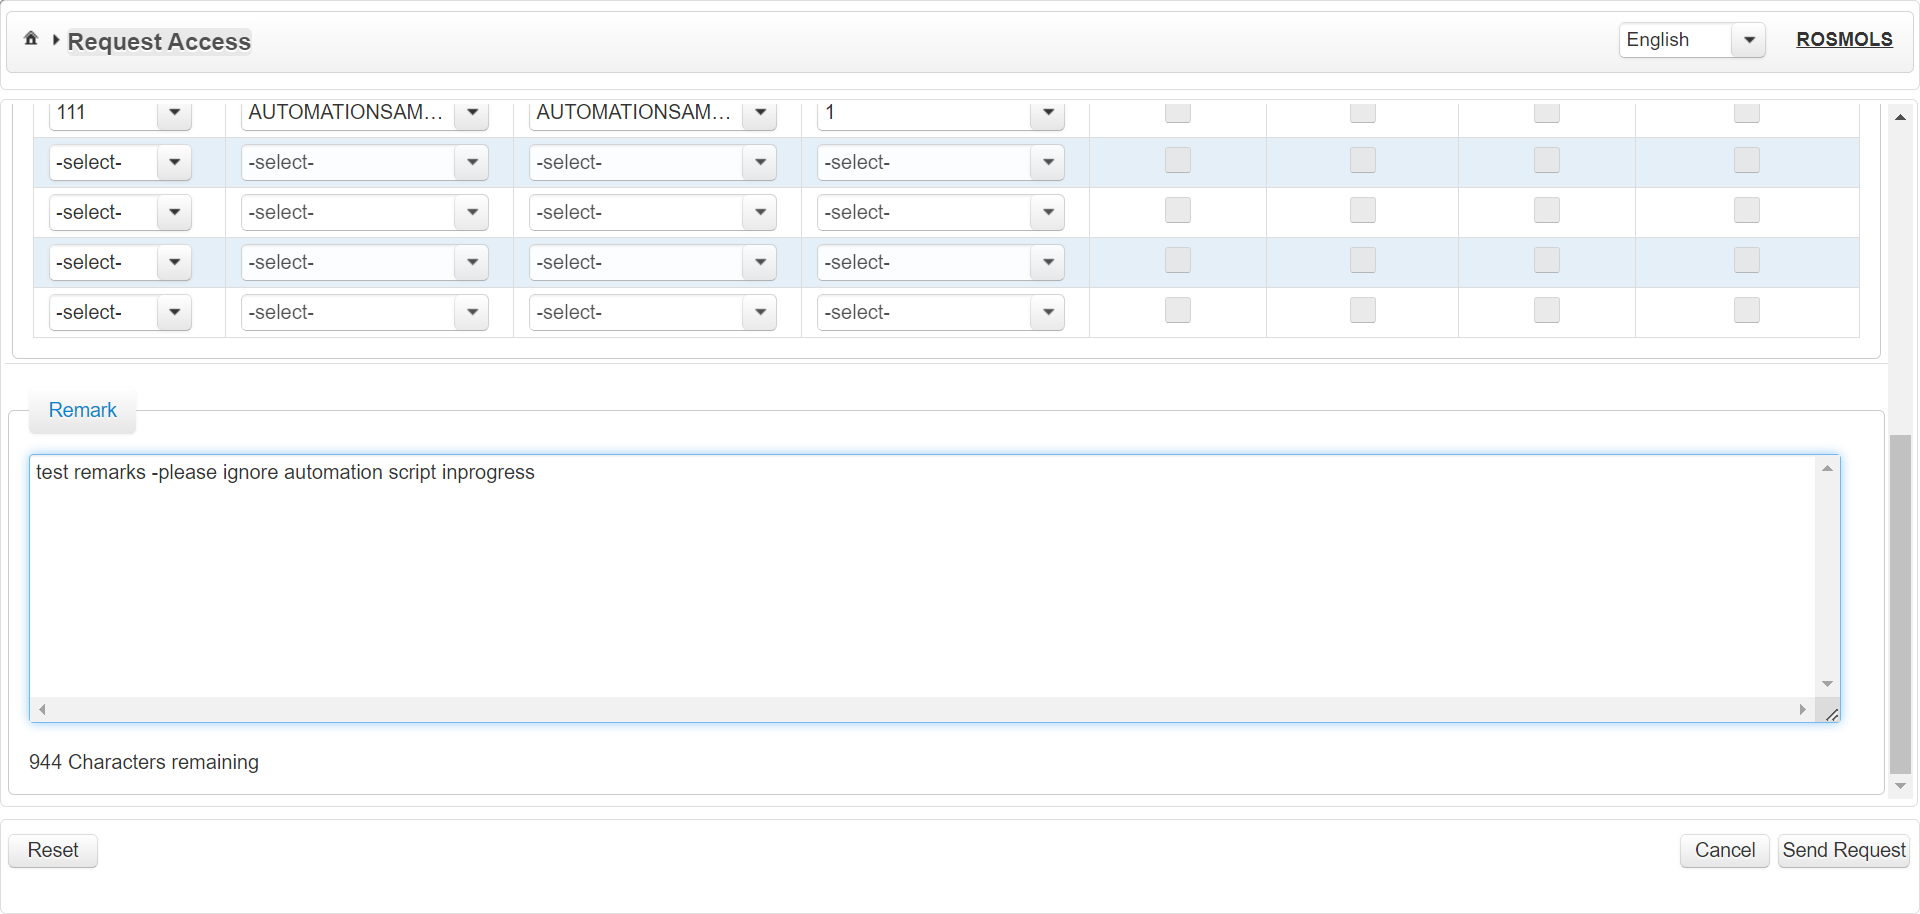 Request Access
English
ROSMOLS
111 AUTOMATIONSAM... AUTOMATIONSAM... 1
-select- -select- -select- -select-
-select- -select- -select- -select-
-select- -select- -select- -select-
-select- -select- -select- -select-
Remark
test remarks -please ignore automation script inprogress
944 Characters remaining
Reset
Cancel
Send Request